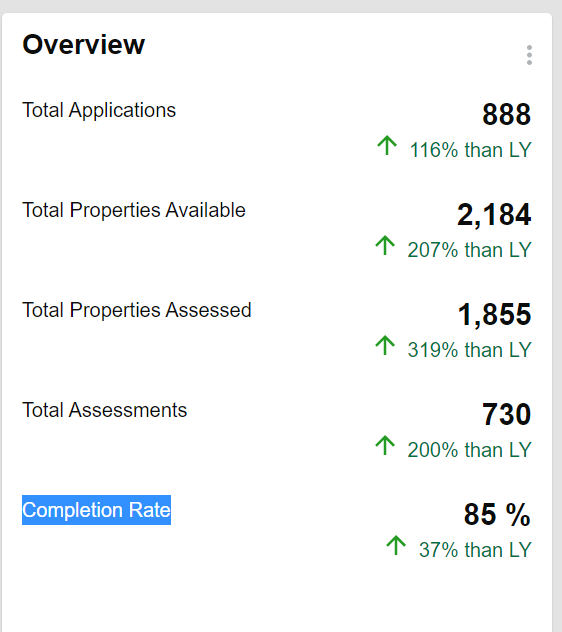 Overview
Total Applications
888
116% than LY
Total Properties Available
2,184
207% than LY
Total Properties Assessed
1,855
319% than LY
Total Assessments
730
200% than LY
Completion Rate
85 %
37% than LY